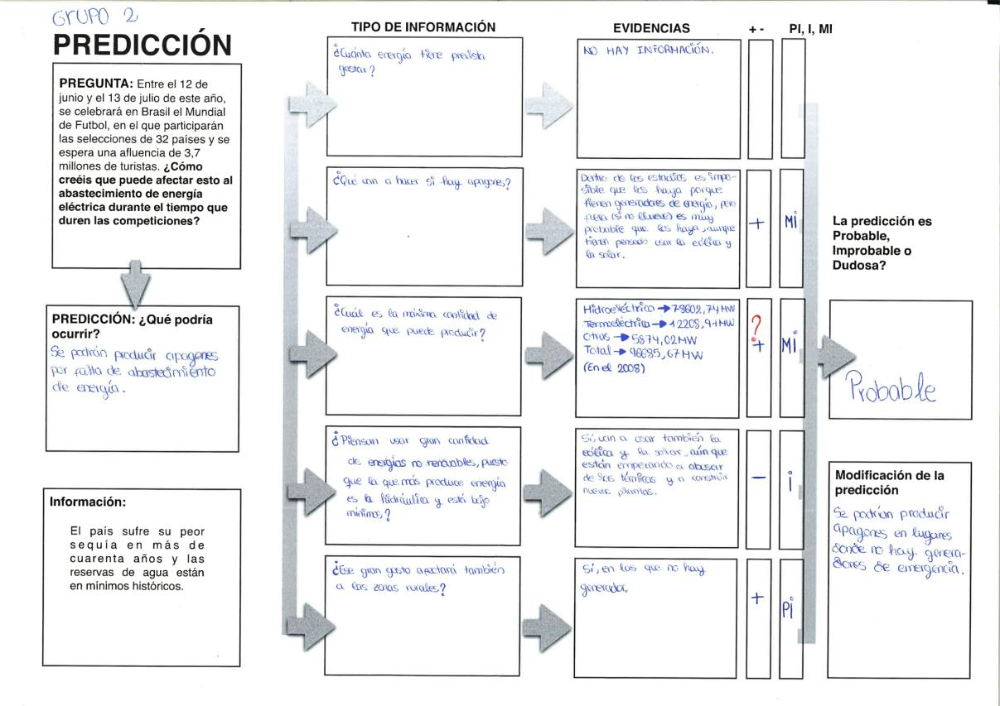 GRUPO 2
PREDICCIÓN
PREGUNTA: Entre el 12 de
junio y el 13 de julio de este año,
se celebrará en Brasil el Mundial
de Futbol, en el que participarán
las selecciones de 32 países y se
espera una afluencia de 3,7
millones de turistas. ¿Cómo
creéis que puede afectar esto al
abastecimiento de energía
eléctrica durante el tiempo que
duren las competiciones?
PREDICCIÓN: ¿Qué podría
ocurrir?
Se podrán producir apagones
por falta de abastecimiento
de energía.
Información:
El país sufre su peor
sequía en más de
cuarenta años y las
reservas de agua están
en mínimos históricos.
TIPO DE INFORMACIÓN
EVIDENCIAS
+ -
PI, I, MI
¿Cuánta energía tiene prevista
gastar?
NO HAY INFORMACIÓN.
¿Qué van a hacer si hay apagones?
Dentro de los estadios es impo-
sible que los haya porque
tienen generadores de energía, pero
fuera (si no llueve) es muy
probable que los haya, aunque
tienen pensado usar la eólica y
la solar.
+
Mi
¿Cuál es la máxima cantidad de
energía que puede producir?
Hidroeléctrica → 78602,74 MW
Termoeléctrica → 12208,91 MW
Otras → 5874,02 MW
Total → 96685,67 MW
(En el 2008)
?
+
Mi
¿Piensan usar gran cantidad
de energías no renovables, puesto
que la que más produce energía
es la hidráulica y está bajo
mínimos?
Sí, van a usar también la
eólica y la solar, aún que
están empezando a abusar
de las térmicas y a construir
nuevas plantas.
-
i
¿Ese gran gasto afectará también
a las zonas rurales?
Sí, en las que no hay
generador.
+
Pi
La predicción es
Probable,
Improbable o
Dudosa?
Probable
Modificación de la
predicción
Se podrían producir
apagones en lugares
donde no hay genera-
dores de emergencia.